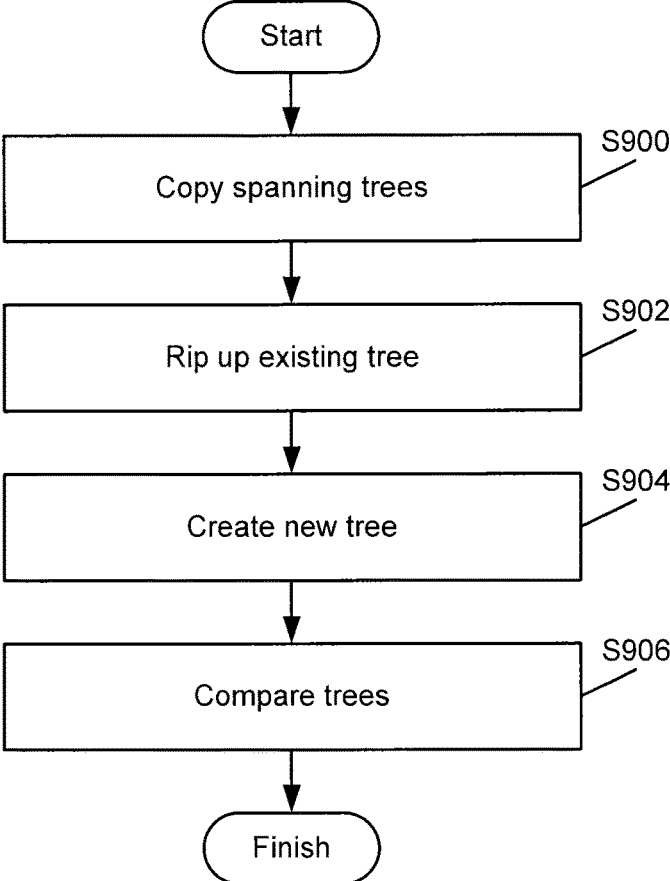 Start
S900
Copy spanning trees
S902
Rip up existing tree
S904
Create new tree
S906
Compare trees
Finish